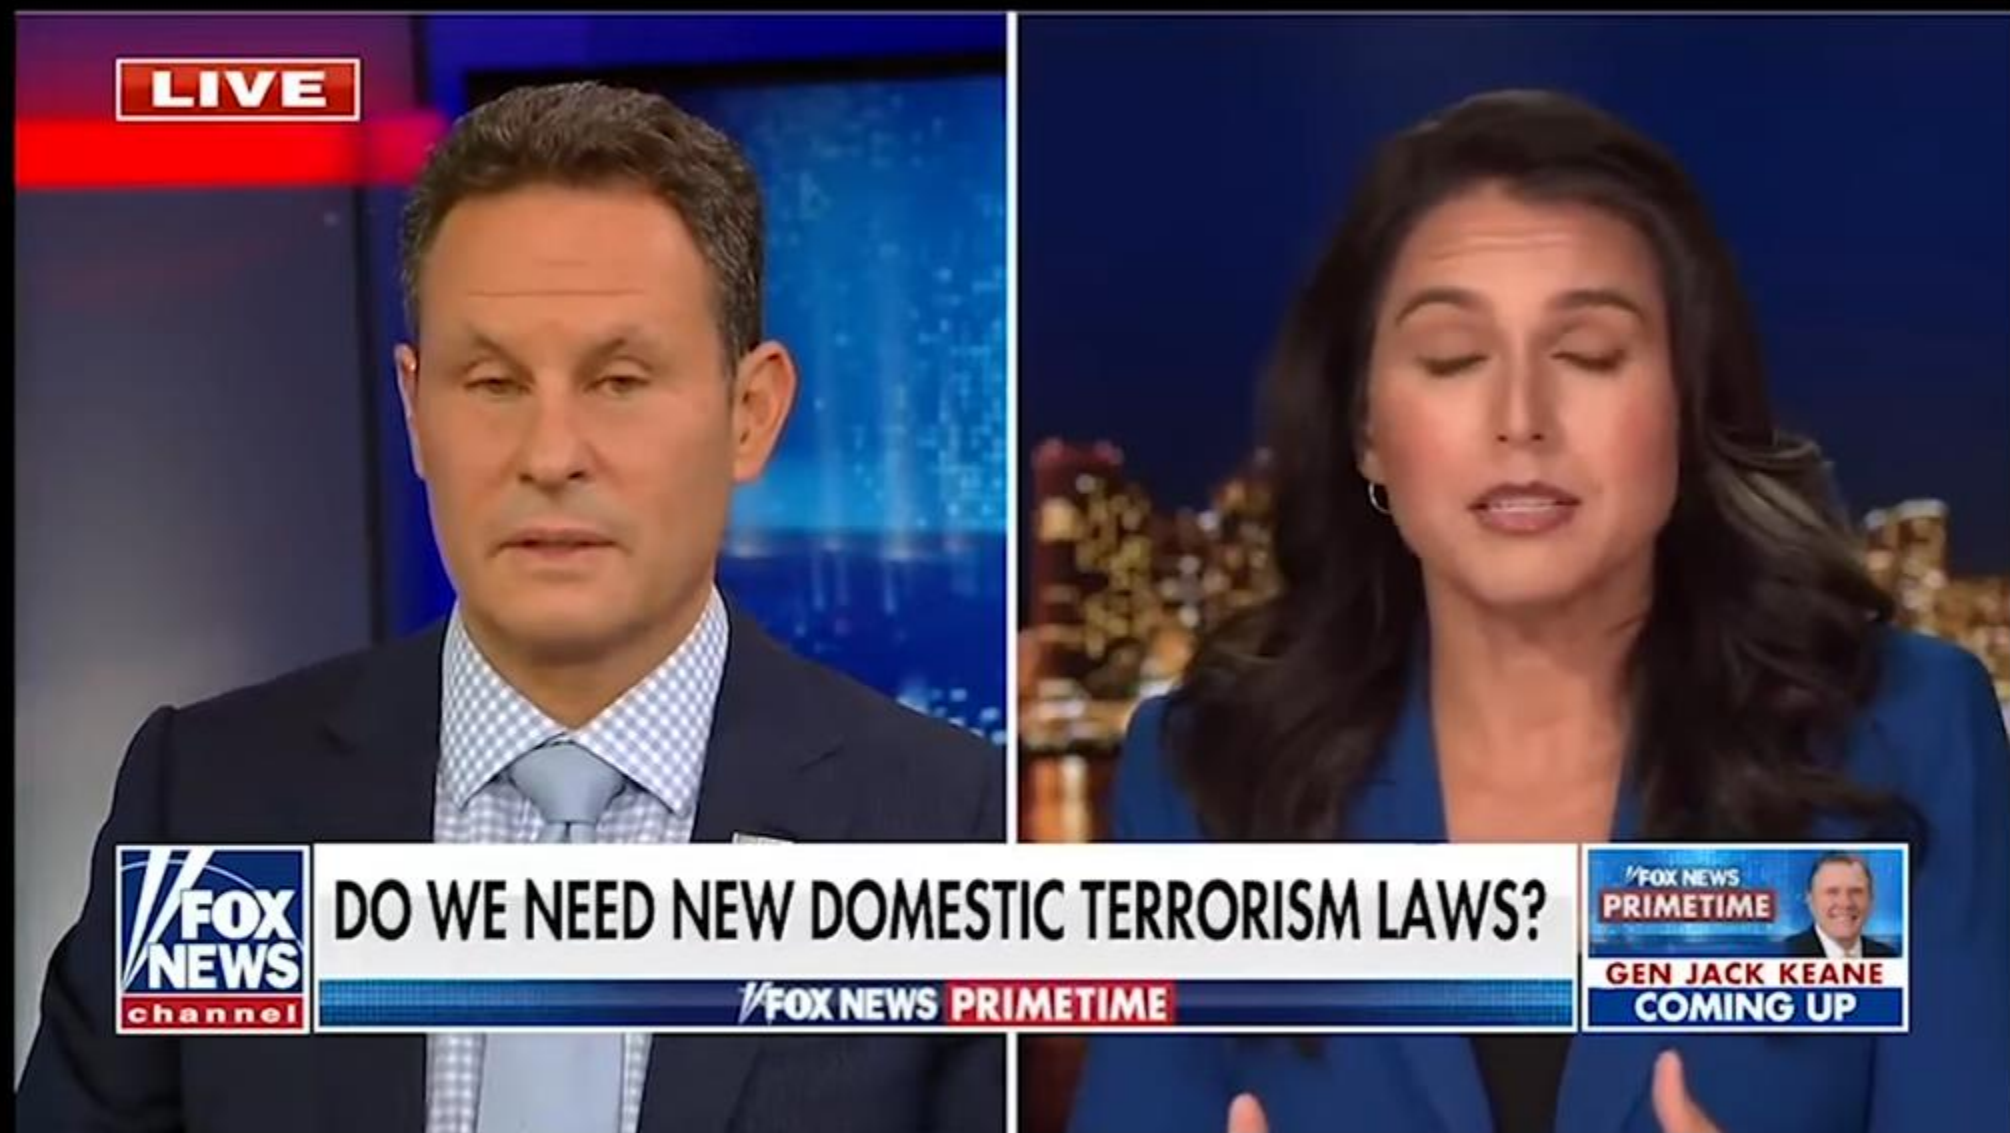 LIVE
FOX
NEWS
channel
DO WE NEED NEW DOMESTIC TERRORISM LAWS?
FOX NEWS PRIMETIME
FOX NEWS
PRIMETIME
GEN JACK KEANE
COMING UP